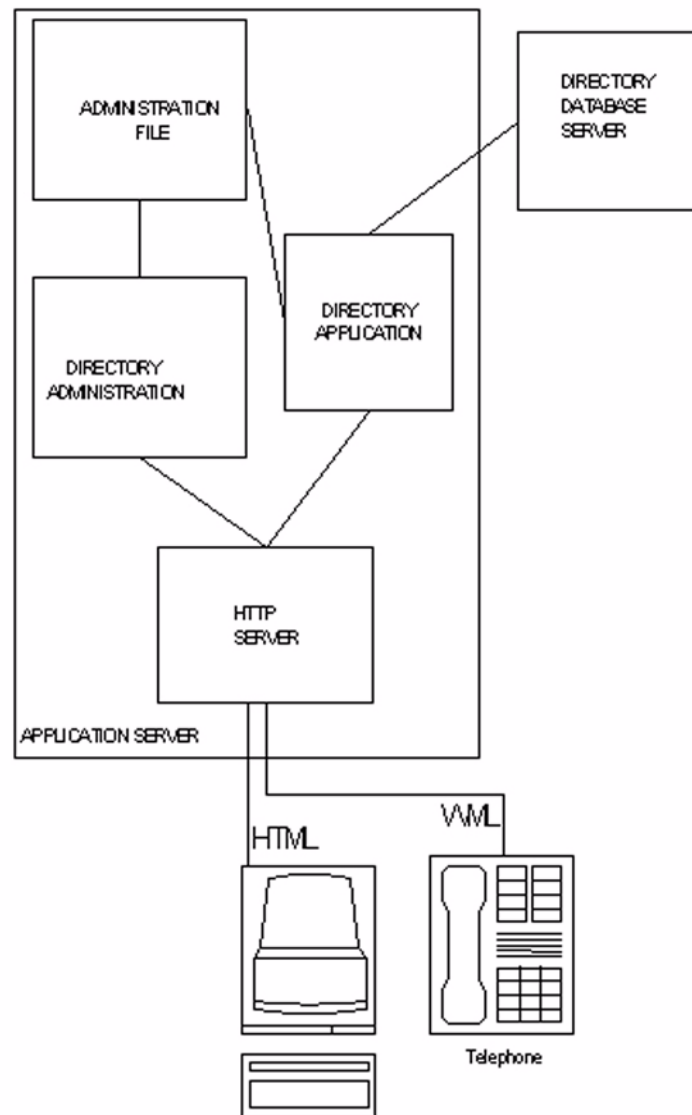 ADMINISTRATION
FILE
DIRECTORY
DATABASE
SERVER
DIRECTORY
APPLICATION
DIRECTORY
ADMINISTRATION
HTTP
SERVER
APPLICATION SERVER
HTML
WML
Telephone